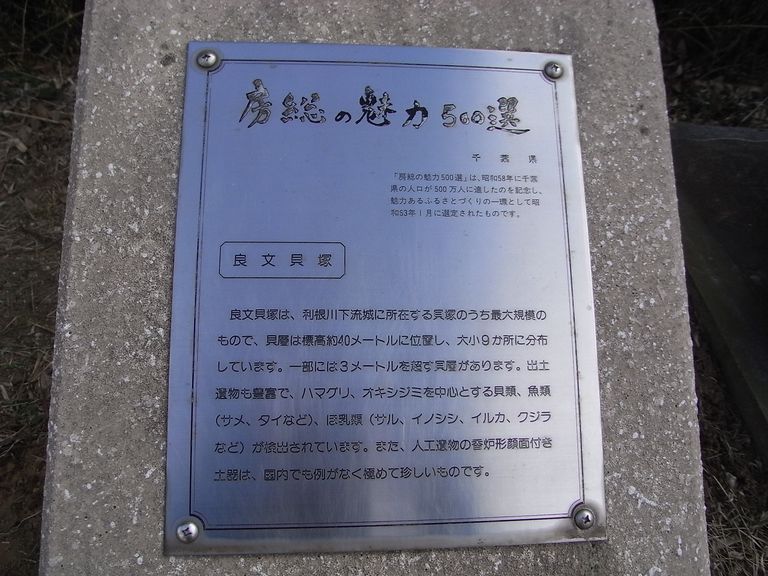 房総の魅力500選
千葉県
「房総の魅力500選」は、昭和58年に千葉
県の人口が500万人に達したのを記念し、
魅力あるふるさとづくりの一環として昭
和53年1月に選定されたものです。
良文貝塚
良文貝塚は、利根川下流域に所在する貝塚のうち最大規模の
もので、貝層は標高約40メートルに位置し、大小9か所に分布
しています。一部には3メートルを超す貝層があります。出土
遺物も豊富で、ハマグリ、オキシジミを中心とする貝類、魚類
(サメ、タイなど)、ほ乳類(サル、イノシシ、イルカ、クジラ
など)が検出されています。また、人工遺物の香炉形顔面付き
土器は、国内でも例がなく極めて珍しいものです。